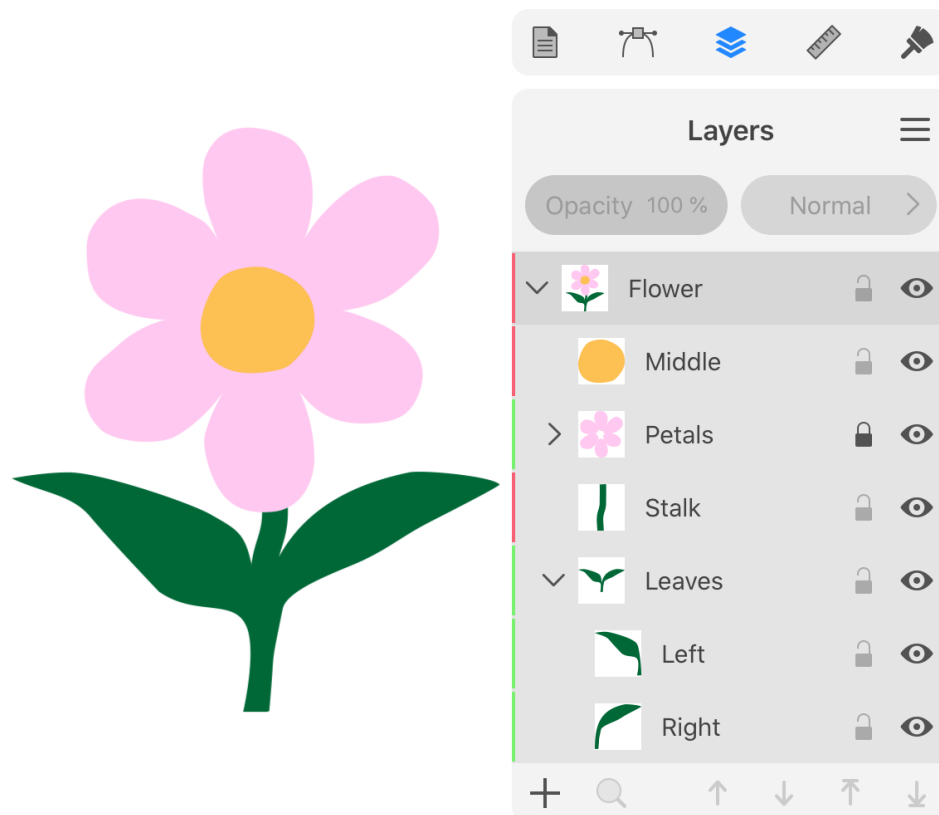 Layers
Opacity 100 % Normal
Flower
Middle
Petals
Stalk
Leaves
Left
Right